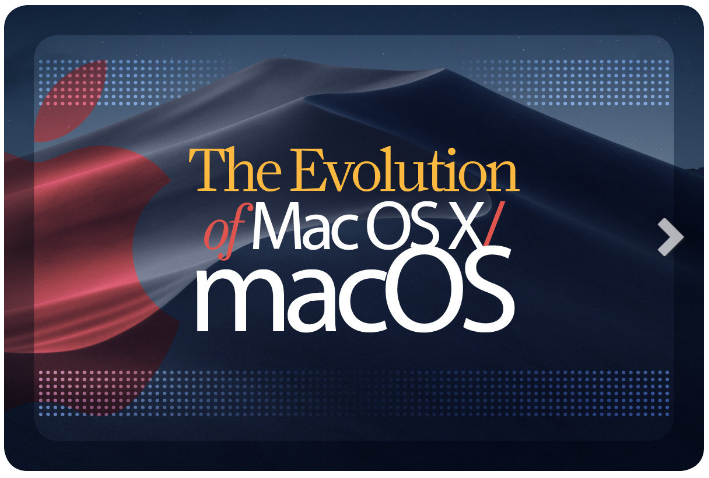 The Evolution
of Mac OS X/
macOS